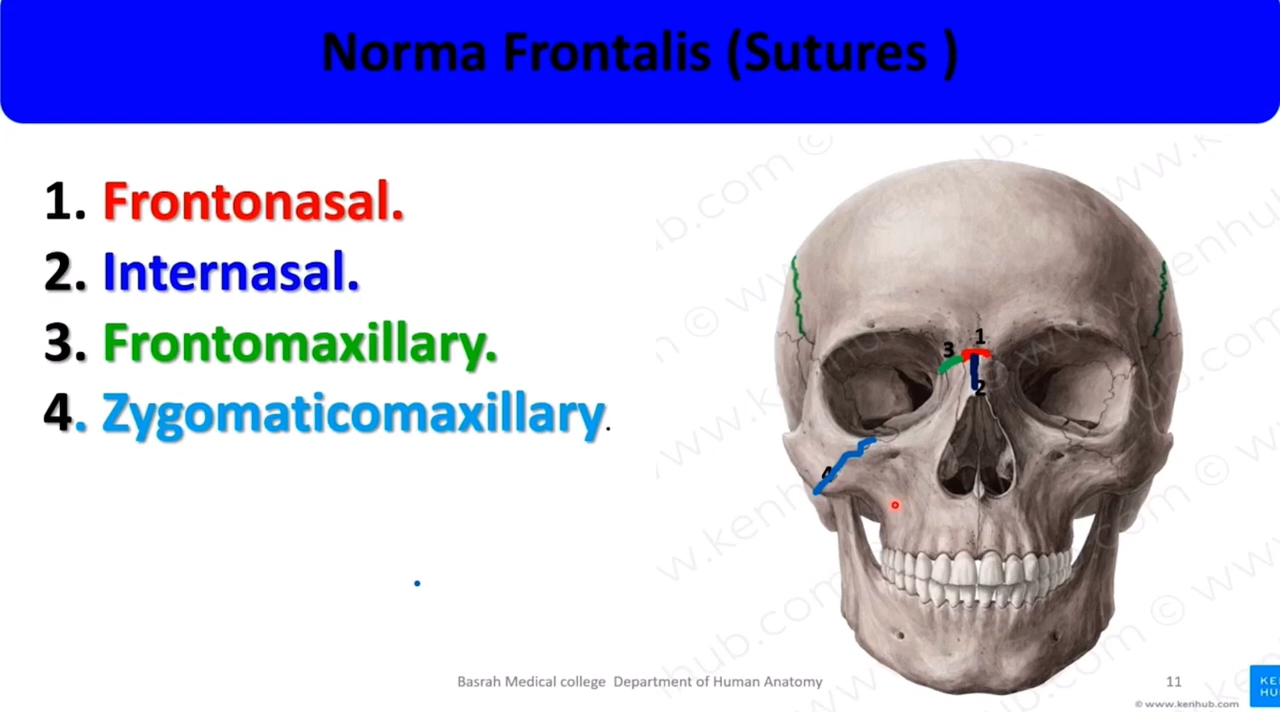 Norma Frontalis (Sutures )
1. Frontonasal.
2. Internasal.
3. Frontomaxillary.
4. Zygomaticomaxillary.
1
3
2
4
Basrah Medical college Department of Human Anatomy
11
© www.kenhub.com